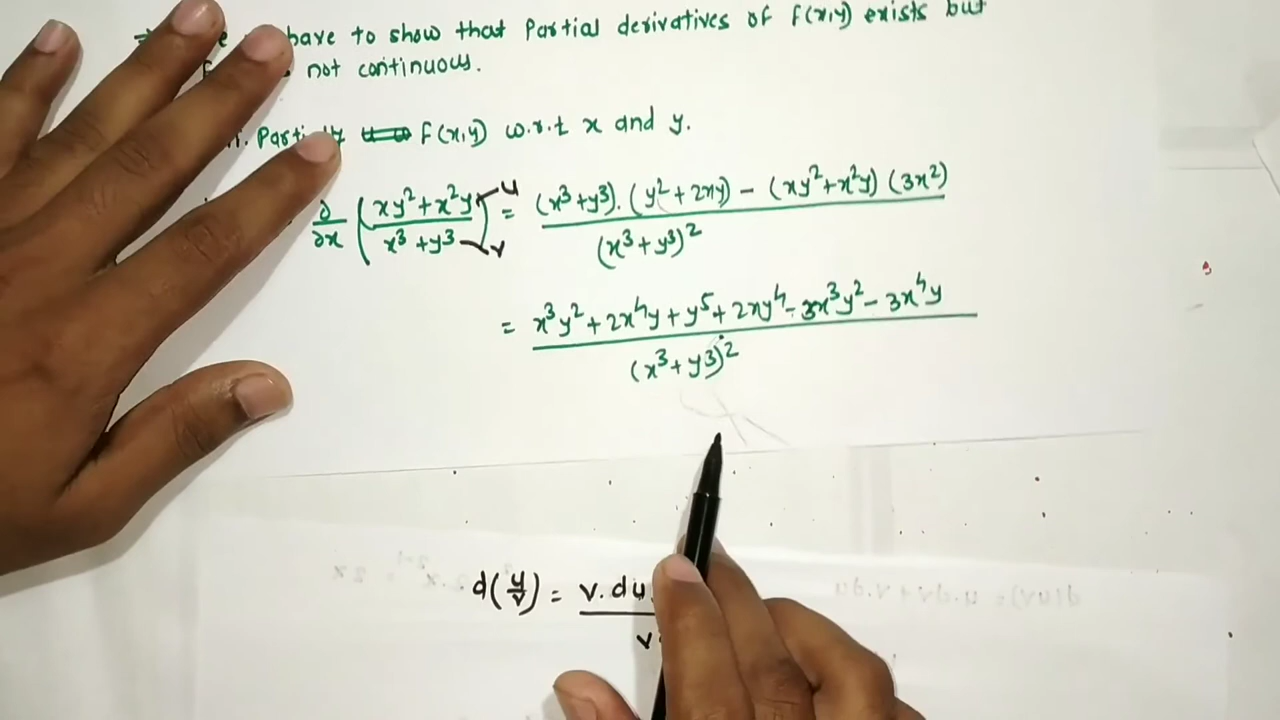 have to show that Partial derivatives of f(x,y) exists but
not continuous.
Partially f(x,y) w.r.t x and y.
∂/∂x ((xy²+x²y)/(x³+y³)) u v = ((x³+y³).(y²+2xy) - (xy²+x²y)(3x²))/(x³+y³)²
= (x³y²+2x⁴y+y⁵+2xy⁴-3x³y²-3x⁴y)/(x³+y³)²
d(u/v) = v.du